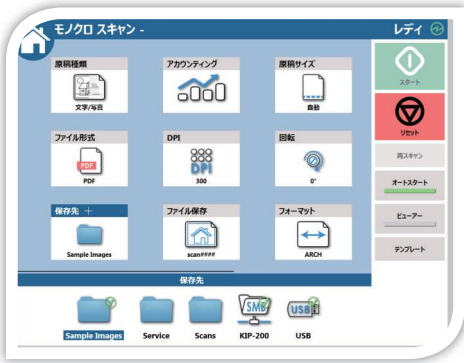 モノクロ スキャン -
レディ
原稿種類
アカウンティング
原稿サイズ
文字/写真
自動
ファイル形式
DPI
回転
PDF
DPI
PDF
300
0°
保存先 +
ファイル保存
フォーマット
Sample Images
scan####
ARCH
保存先
SMB
USB
Sample Images
Service
Scans
KIP-200
USB
スタート
リセット
再スキャン
オートスタート
ビューアー
テンプレート